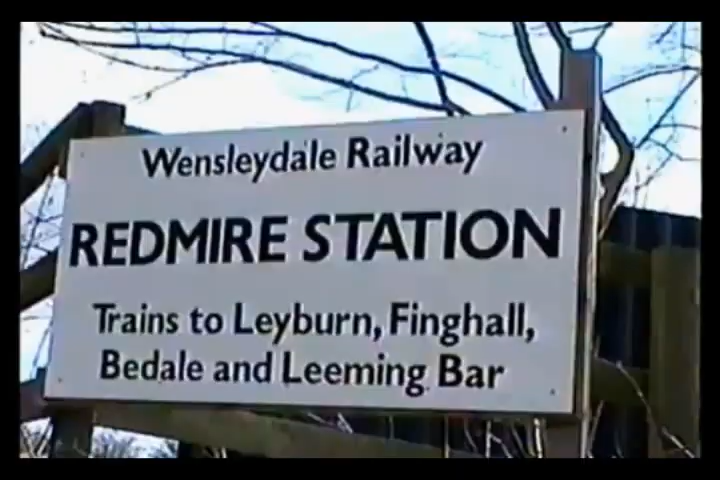 Wensleydale Railway
REDMIRE STATION
Trains to Leyburn, Finghall,
Bedale and Leeming Bar